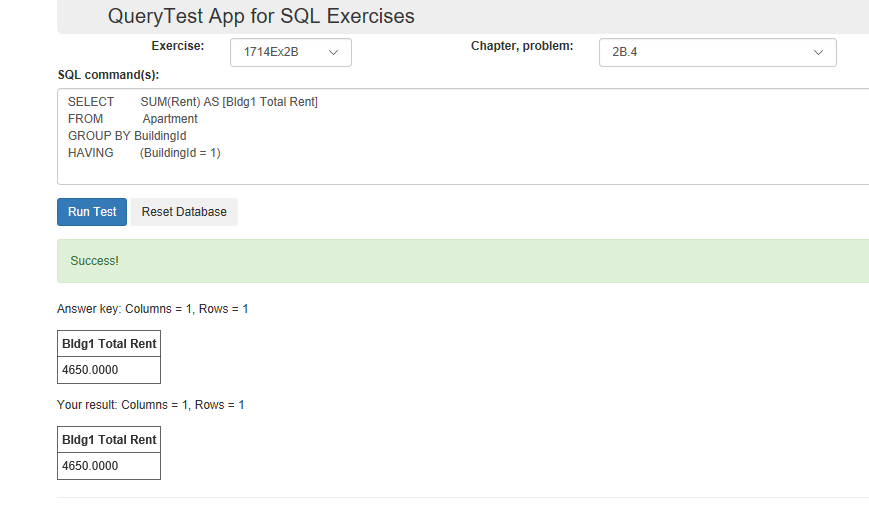 QueryTest App for SQL Exercises
Exercise: 1714Ex2B Chapter, problem: 2B.4
SQL command(s):
SELECT SUM(Rent) AS [Bldg1 Total Rent]
FROM Apartment
GROUP BY BuildingId
HAVING (BuildingId = 1)
Run Test Reset Database
Success!
Answer key: Columns = 1, Rows = 1
Bldg1 Total Rent
4650.0000
Your result: Columns = 1, Rows = 1
Bldg1 Total Rent
4650.0000